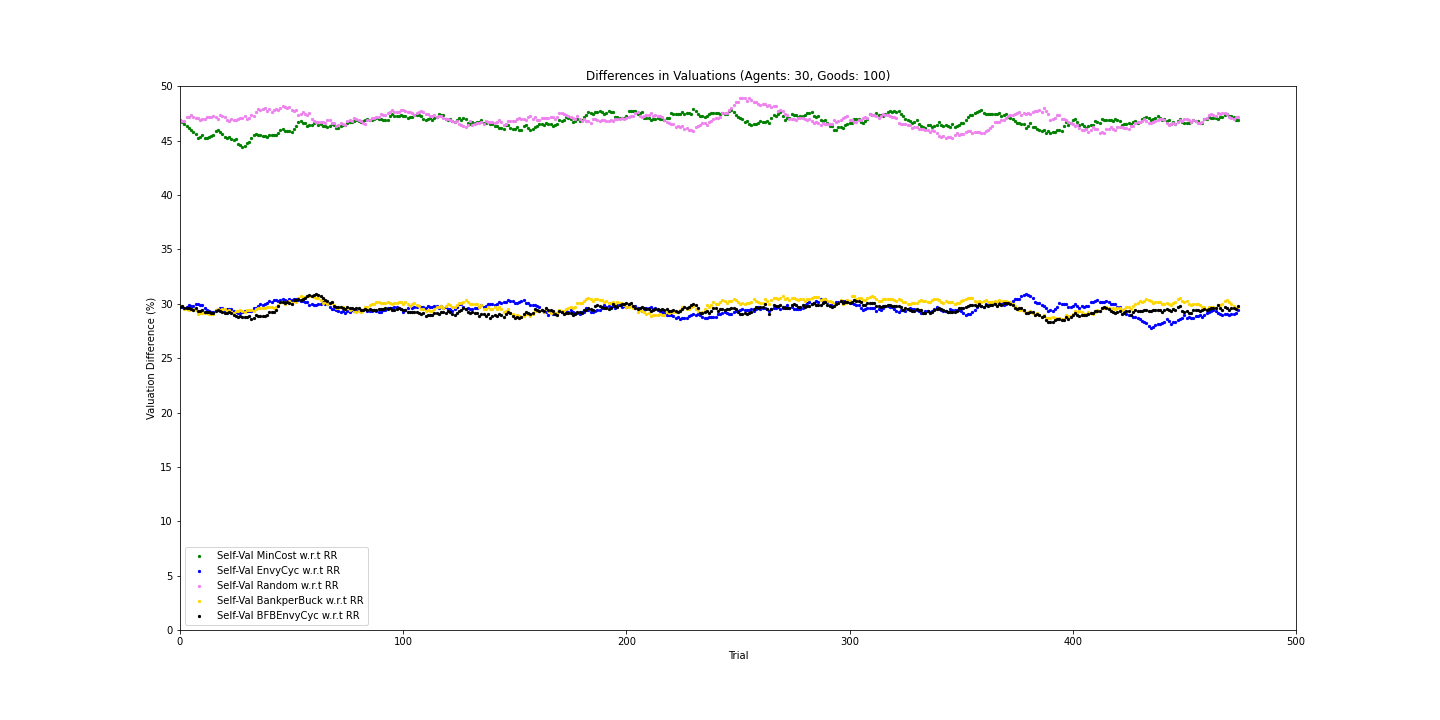 Differences in Valuations (Agents: 30, Goods: 100)
50
45
40
35
30
25
20
15
10
5
0
Valuation Difference (%)
Self-Val MinCost w.r.t RR
Self-Val EnvyCyc w.r.t RR
Self-Val Random w.r.t RR
Self-Val BankperBuck w.r.t RR
Self-Val BFBEnvyCyc w.r.t RR
0 100 200 300 400 500
Trial